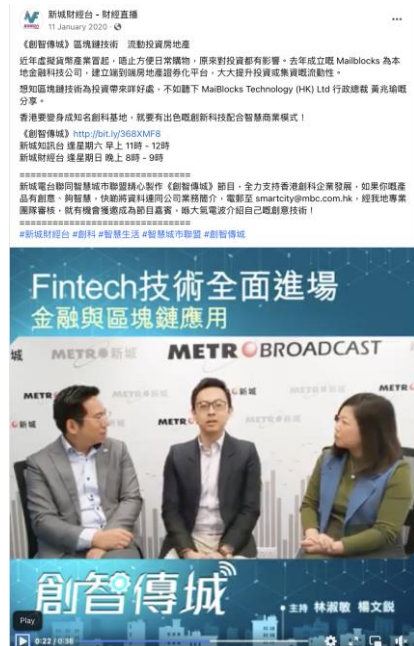 新城財經台 - 財經直播
11 January 2020
《創智傳城》區塊鏈技術 流動投資房地產
近年虛擬貨幣產業冒起，唔止方便日常購物，原來對投資都有影響。去年成立嘅 Mailblocks 為本
地金融科技公司，建立端到端房地產證券化平台，大大提升投資或集資嘅流動性。
想知區塊鏈技術為投資帶來咩好處，不如聽下 MaiBlocks Technology (HK) Ltd 行政總裁 黃兆瑜嘅
分享。
香港要變身成知名創科基地，就要有出色嘅創新科技配合智慧商業模式！
《創智傳城》http://bit.ly/368XMF8
新城知訊台 逢星期六 早上 11時 - 12時
新城財經台 逢星期日 晚上 8時 - 9時
==============================
新城電台聯同智慧城市聯盟精心製作《創智傳城》節目，全力支持香港創科企業發展，如果你嘅產
品有創意、夠智慧，快啲將資料連同公司業務簡介，電郵至 smartcity@mbc.com.hk，經我哋專業
團隊審核，就有機會獲邀成為節目嘉賓，喺大氣電波介紹自己嘅創意技術！
==============================
#新城財經台 #創科 #智慧生活 #智慧城市聯盟 #創智傳城
Fintech技術全面進場
金融與區塊鏈應用
城 METRO 新城 METRO BROADCAST
創智傳城
主持 林淑敏 楊文銳
Play
0:22 / 0:36